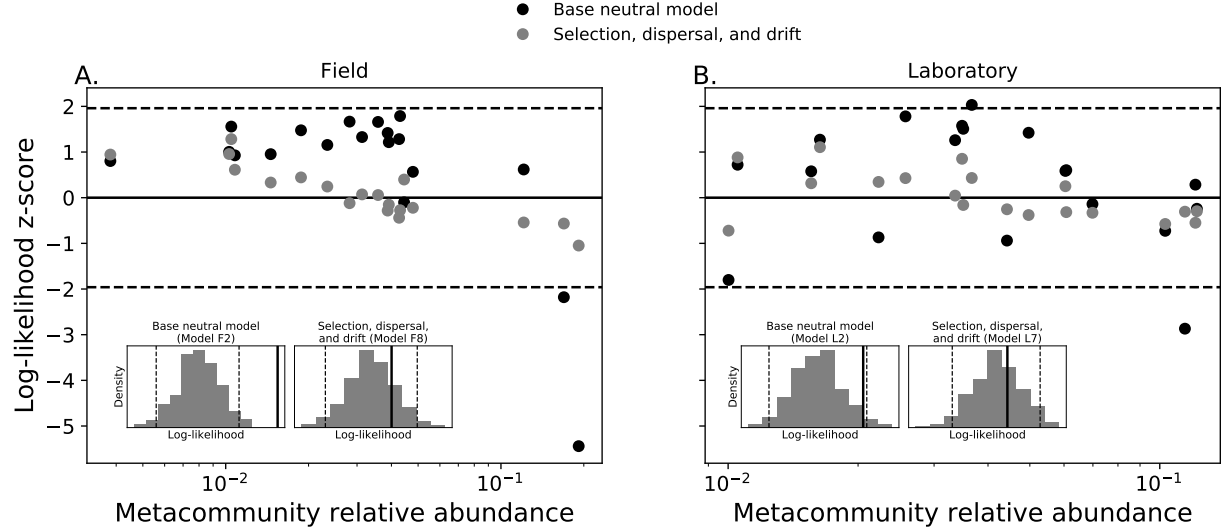 Base neutral model
Selection, dispersal, and drift
A.
Field
2
1
0
−1
−2
−3
−4
−5
Log-likelihood z-score
Base neutral model
(Model F2)
Density
Log-likelihood
Selection, dispersal,
and drift (Model F8)
Log-likelihood
10⁻²
10⁻¹
Metacommunity relative abundance
B.
Laboratory
Base neutral model
(Model L2)
Density
Log-likelihood
Selection, dispersal,
and drift (Model L7)
Log-likelihood
10⁻²
10⁻¹
Metacommunity relative abundance